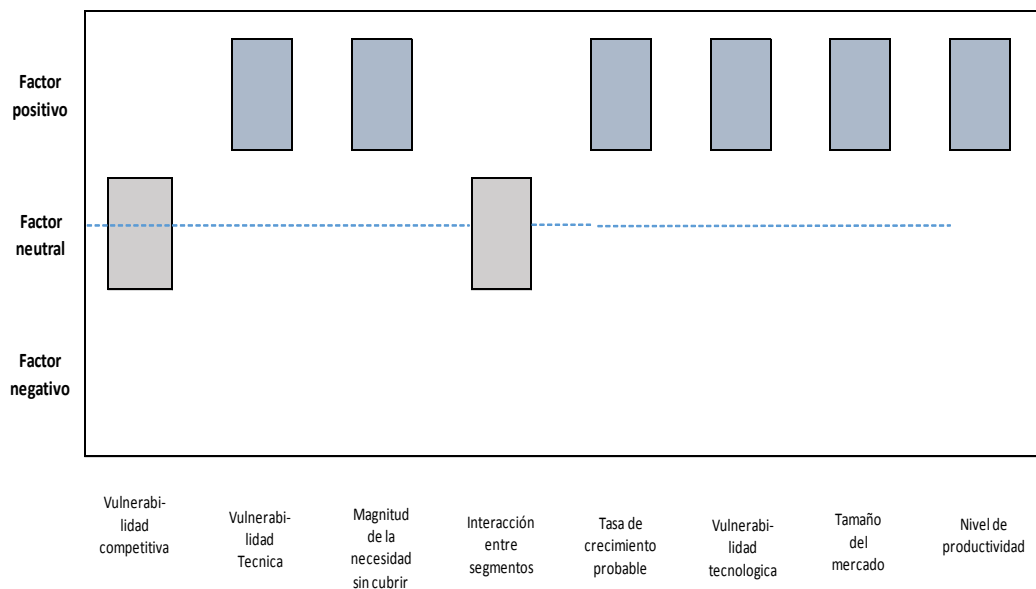 Factor
positivo
Factor
neutral
Factor
negativo
Vulnerabi-
lidad
competitiva
Vulnerabi-
lidad
Tecnica
Magnitud
de la
necesidad
sin cubrir
Interacción
entre
segmentos
Tasa de
crecimiento
probable
Vulnerabi-
lidad
tecnologica
Tamaño
del
mercado
Nivel de
productividad